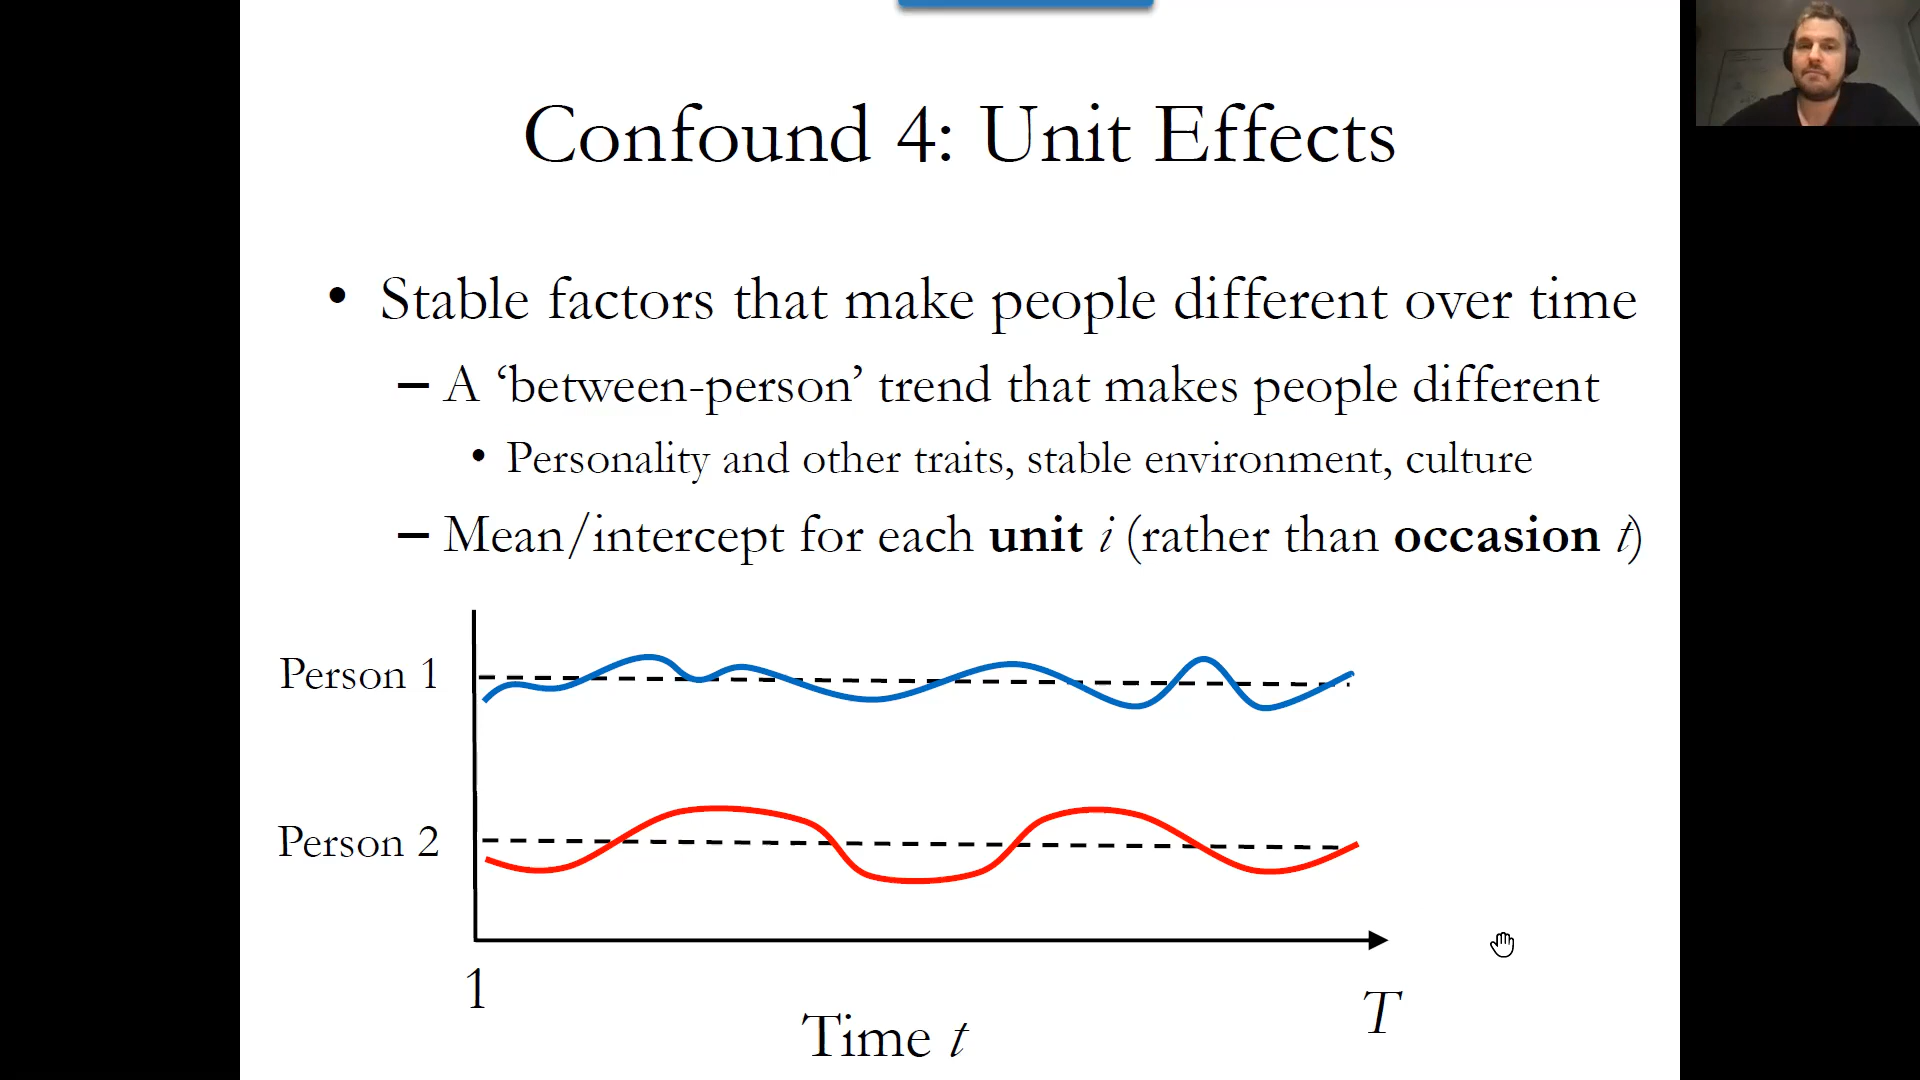 Confound 4: Unit Effects
• Stable factors that make people different over time
– A ‘between-person’ trend that makes people different
• Personality and other traits, stable environment, culture
– Mean/intercept for each unit i (rather than occasion t)
Person 1
Person 2
1
T
Time t